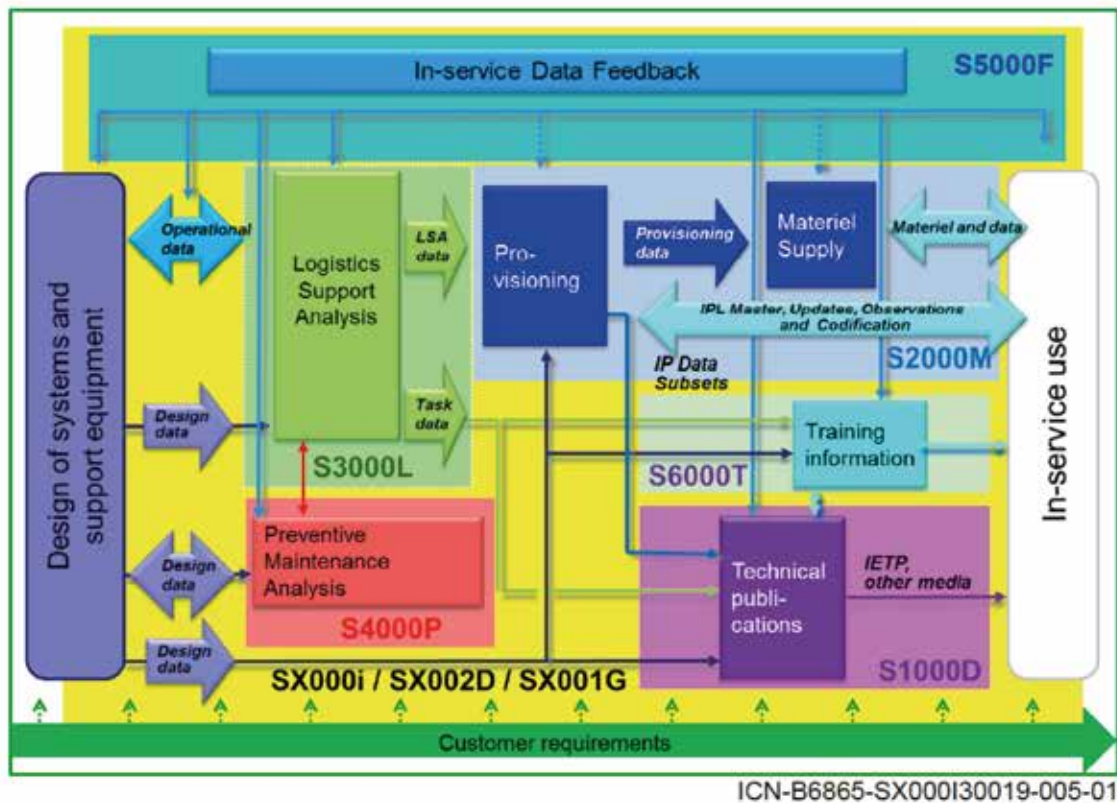 In-service Data Feedback
S5000F
Design of systems and
support equipment
Operational
data
Logistics
Support
Analysis
LSA
data
Pro-
visioning
Provisioning
data
Materiel
Supply
Materiel and data
IPL Master, Updates, Observations
and Codification
S2000M
IP Data
Subsets
In-service use
Design
data
Task
data
S3000L
Training
information
S6000T
Design
data
Preventive
Maintenance
Analysis
S4000P
Technical
publi-
cations
IETP,
other media
S1000D
Design
data
SX000i / SX002D / SX001G
Customer requirements
ICN-B6865-SX000I30019-005-01